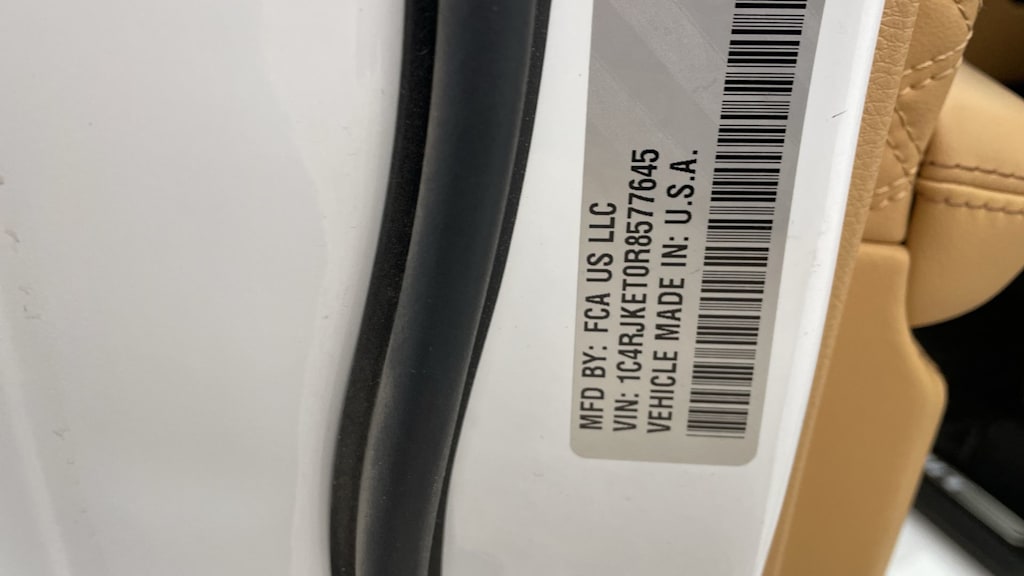 MFD BY: FCA US LLC
VIN: 1C4RJKET0R8577645
VEHICLE MADE IN: U.S.A.